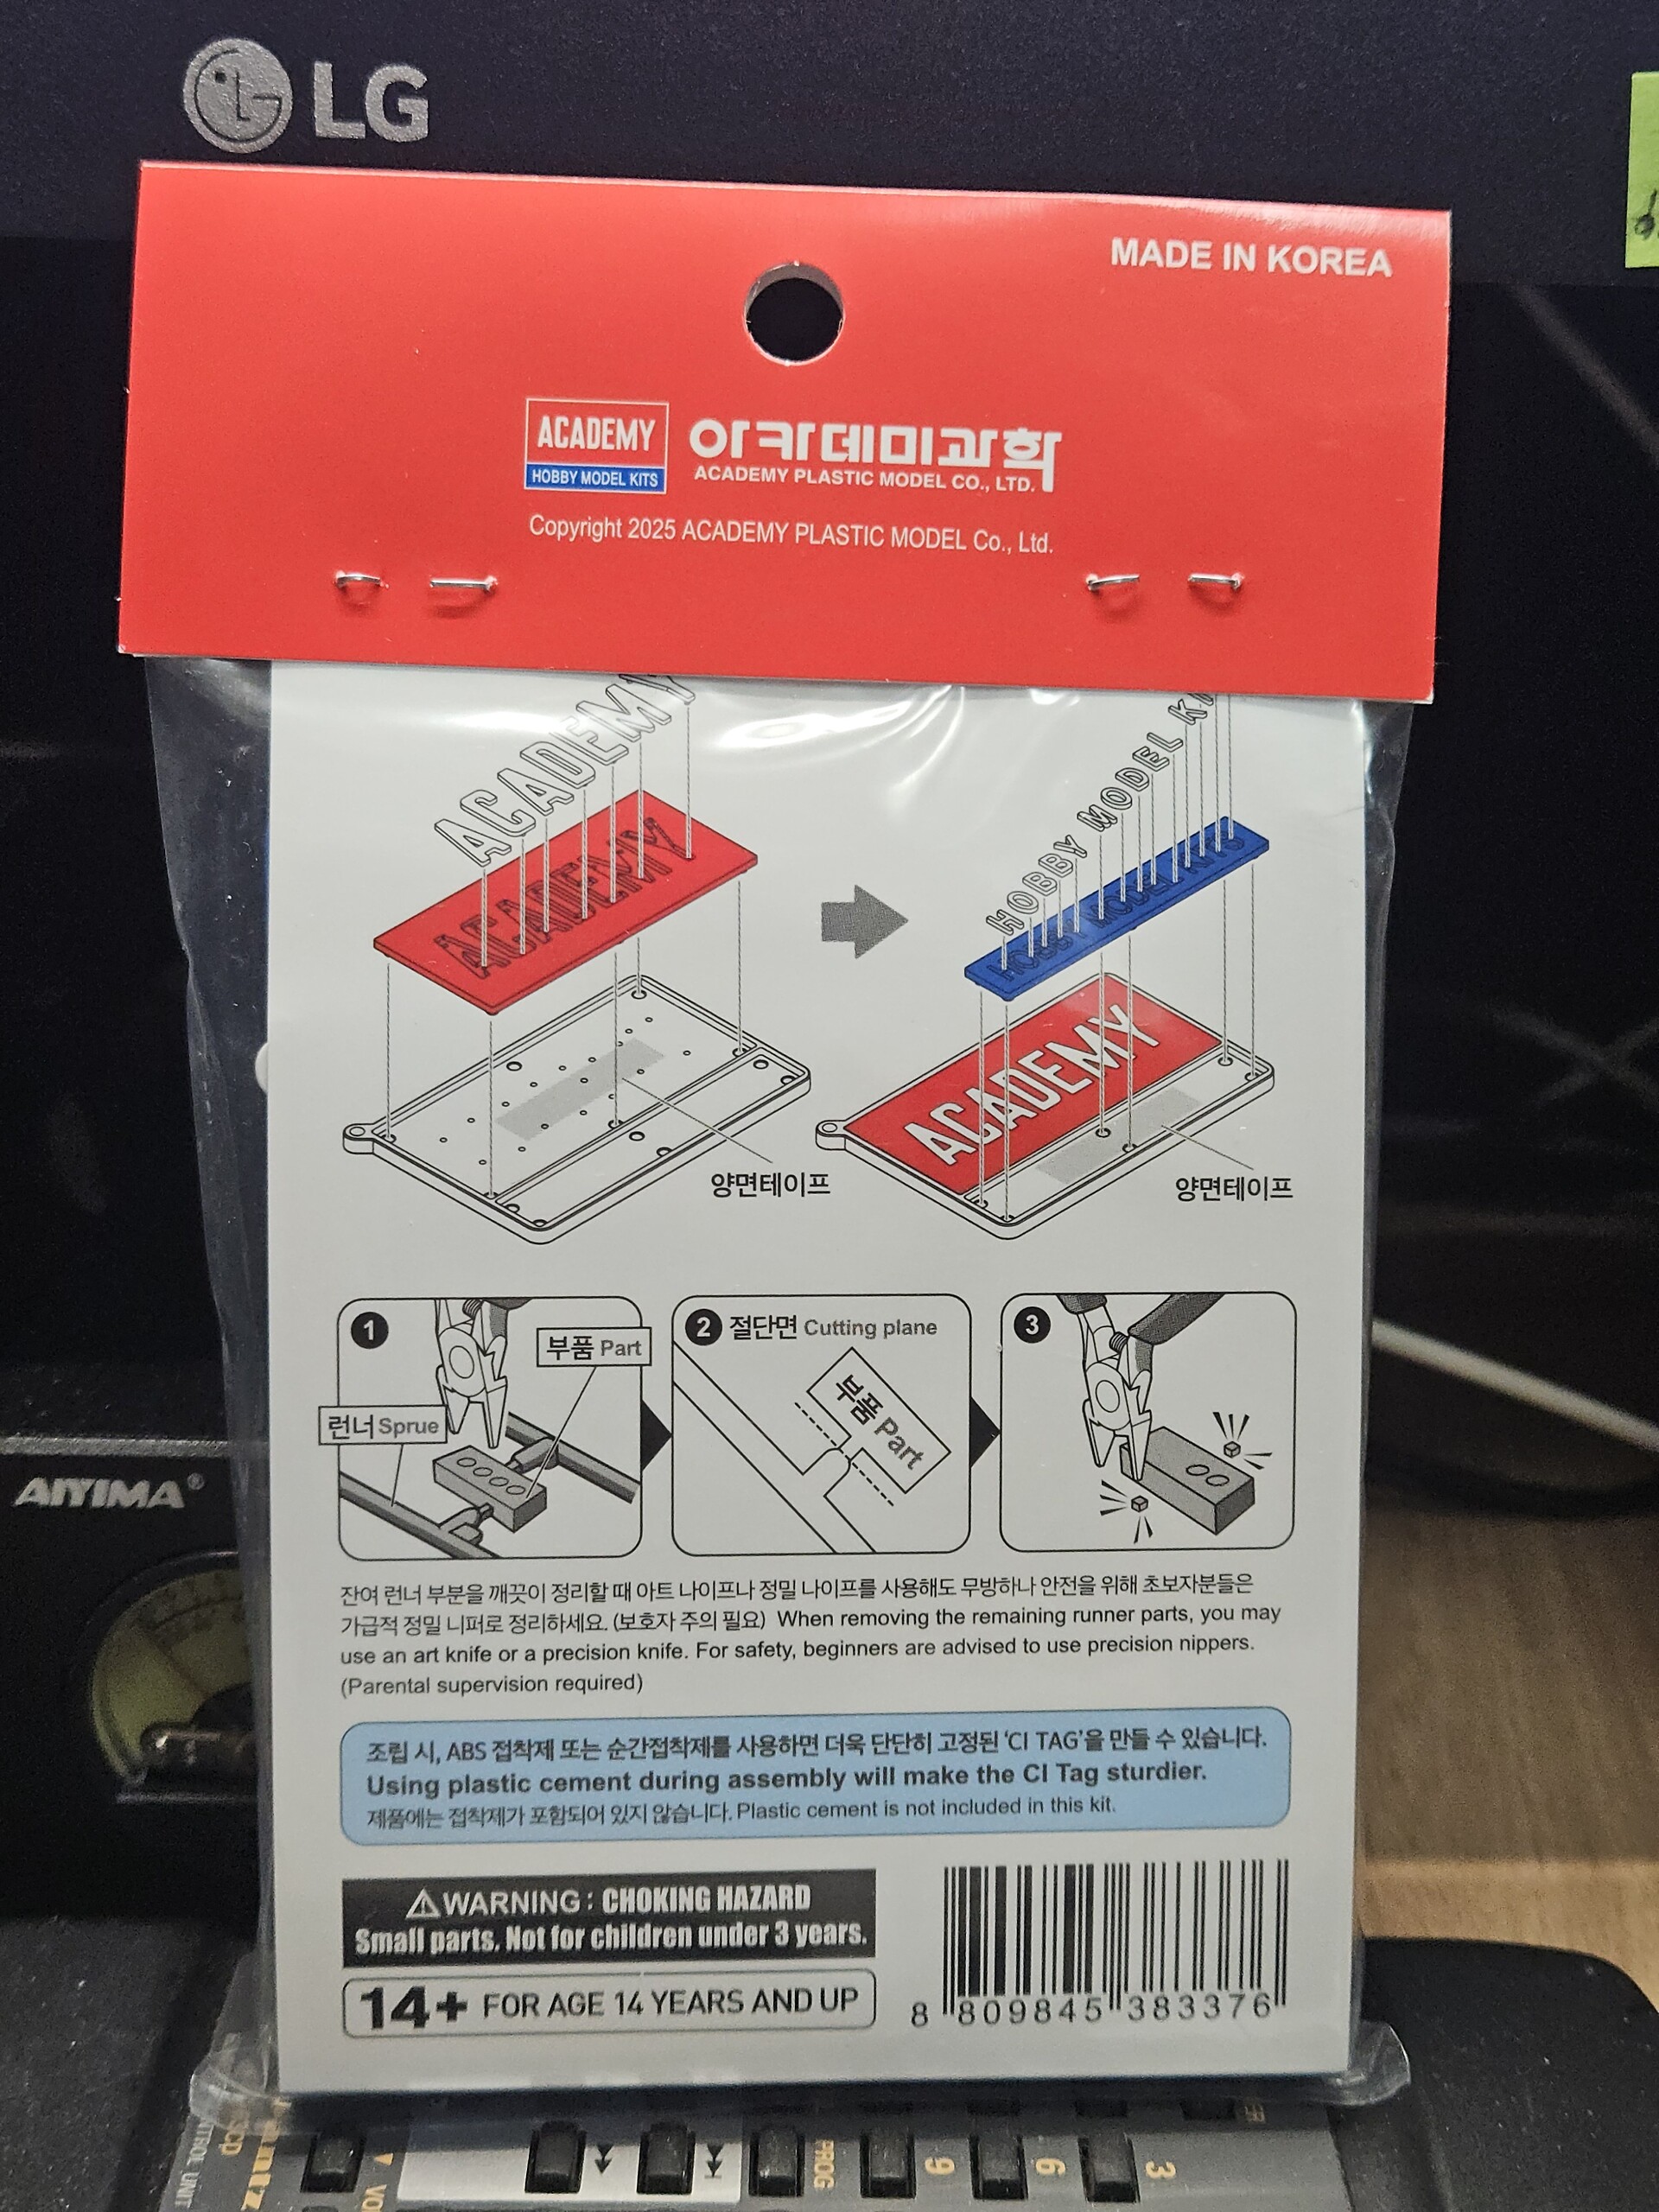 LG
MADE IN KOREA
ACADEMY
HOBBY MODEL KITS
아카데미과학
ACADEMY PLASTIC MODEL CO., LTD.
Copyright 2025 ACADEMY PLASTIC MODEL Co., Ltd.
ACADEMY
ACADEMY
HOBBY MODEL
HOBBY MODEL KITS
ACADEMY
양면테이프
양면테이프
1
부품 Part
런너 Sprue
2 절단면 Cutting plane
부품 Part
3
AIYIMA®
잔여 런너 부분을 깨끗이 정리할 때 아트 나이프나 정밀 나이프를 사용해도 무방하나 안전을 위해 초보자분들은
가급적 정밀 니퍼로 정리하세요. (보호자 주의 필요) When removing the remaining runner parts, you may
use an art knife or a precision knife. For safety, beginners are advised to use precision nippers.
(Parental supervision required)
조립 시, ABS 접착제 또는 순간접착제를 사용하면 더욱 단단히 고정된 ‘CI TAG’을 만들 수 있습니다.
Using plastic cement during assembly will make the CI Tag sturdier.
제품에는 접착제가 포함되어 있지 않습니다. Plastic cement is not included in this kit.
⚠WARNING : CHOKING HAZARD
Small parts. Not for children under 3 years.
14+ FOR AGE 14 YEARS AND UP
8 809845 383376
PROG
9
6
3